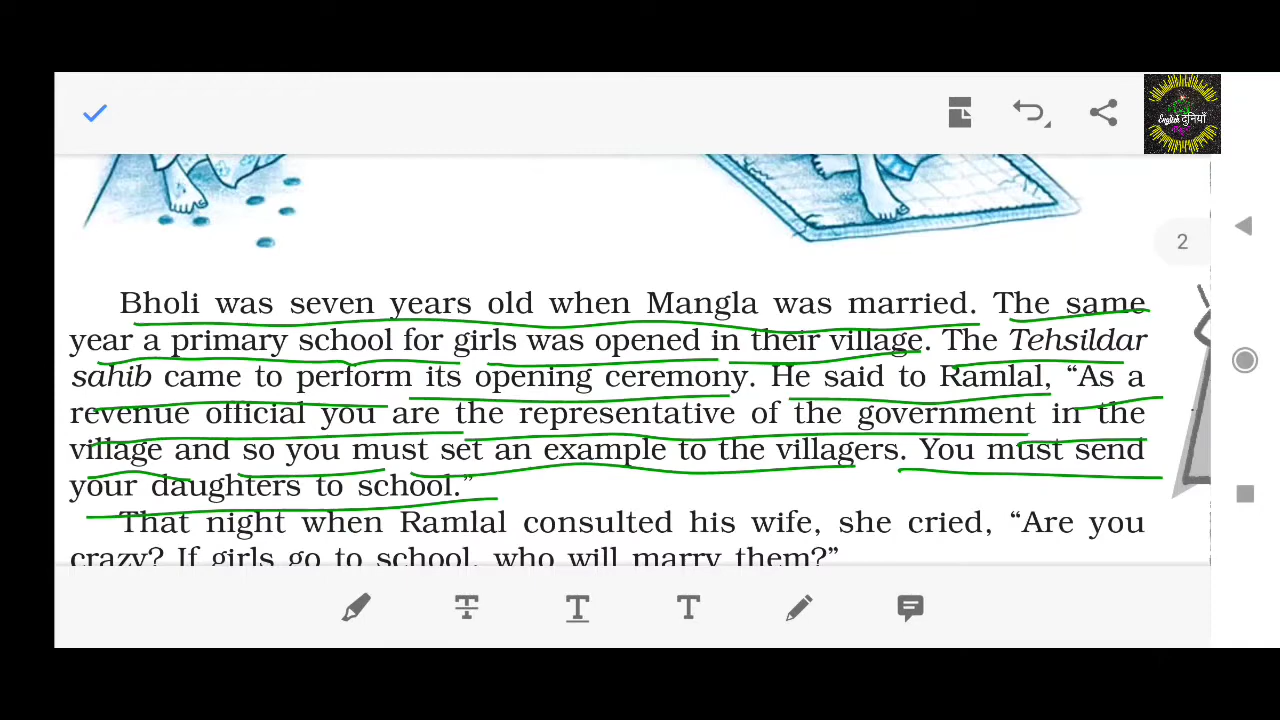 English दुनियाँ
2
Bholi was seven years old when Mangla was married. The same
year a primary school for girls was opened in their village. The Tehsildar
sahib came to perform its opening ceremony. He said to Ramlal, “As a
revenue official you are the representative of the government in the
village and so you must set an example to the villagers. You must send
your daughters to school.”
That night when Ramlal consulted his wife, she cried, “Are you
crazy? If girls go to school, who will marry them?”
T T T